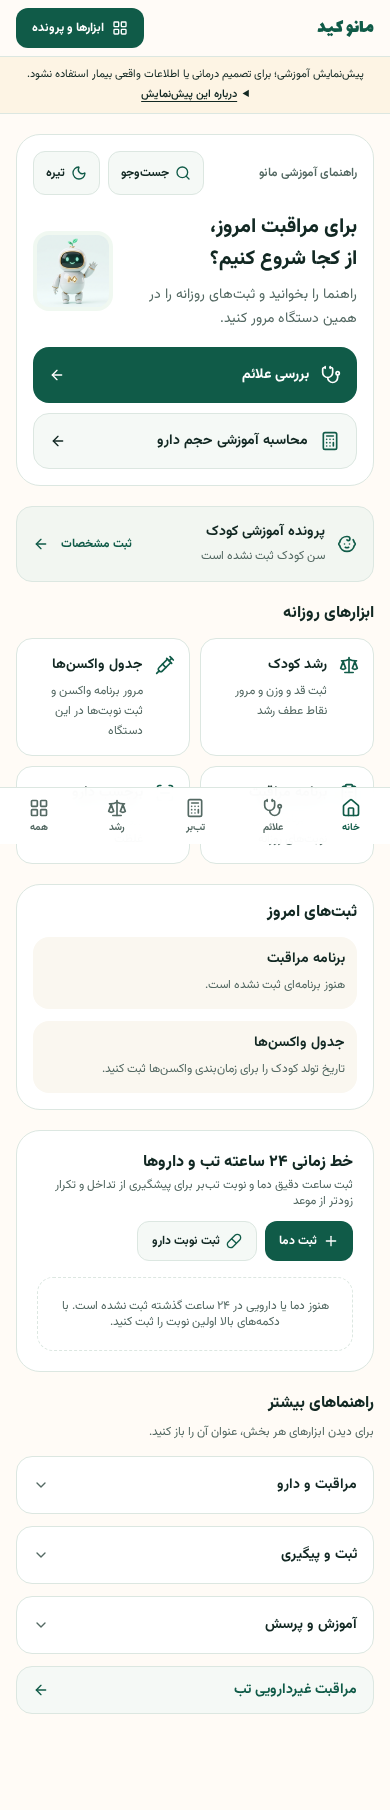 مانو کید
ابزارها و پرونده
پیش‌نمایش آموزشی؛ برای تصمیم درمانی یا اطلاعات واقعی بیمار استفاده نشود.
◀ درباره این پیش‌نمایش
راهنمای آموزشی مانو
جست‌وجو
تیره
برای مراقبت امروز،
از کجا شروع کنیم؟
راهنما را بخوانید و ثبت‌های روزانه را در
همین دستگاه مرور کنید.
بررسی علائم
محاسبه آموزشی حجم دارو
پرونده آموزشی کودک
سن کودک ثبت نشده است
ثبت مشخصات
ابزارهای روزانه
رشد کودک
ثبت قد و وزن و مرور
نقاط عطف رشد
جدول واکسن‌ها
مرور برنامه واکسن و
ثبت نوبت‌ها در این
دستگاه
خانه
علائم
تب‌بر
رشد
همه
ثبت‌های امروز
برنامه مراقبت
هنوز برنامه‌ای ثبت نشده است.
جدول واکسن‌ها
تاریخ تولد کودک را برای زمان‌بندی واکسن‌ها ثبت کنید.
خط زمانی ۲۴ ساعته تب و داروها
ثبت ساعت دقیق دما و نوبت تب‌بر برای پیشگیری از تداخل و تکرار
زودتر از موعد
ثبت دما
ثبت نوبت دارو
هنوز دما یا دارویی در ۲۴ ساعت گذشته ثبت نشده است. با
دکمه‌های بالا اولین نوبت را ثبت کنید.
راهنماهای بیشتر
برای دیدن ابزارهای هر بخش، عنوان آن را باز کنید.
مراقبت و دارو
ثبت و پیگیری
آموزش و پرسش
مراقبت غیردارویی تب